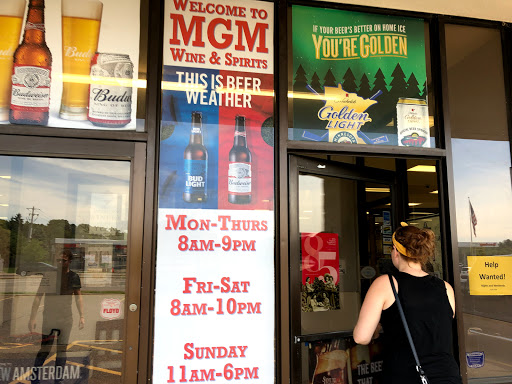 Budweiser
Bud
WELCOME TO
MGM
WINE & SPIRITS
THIS IS BEER
WEATHER
BUD
LIGHT
Budweiser
MON-THURS
8AM-9PM
FRI-SAT
8AM-10PM
SUNDAY
11AM-6PM
IF YOUR BEER'S BETTER ON HOME ICE
YOU'RE GOLDEN
Golden
LIGHT
Help
Wanted!
FLOYD
AMSTERDAM